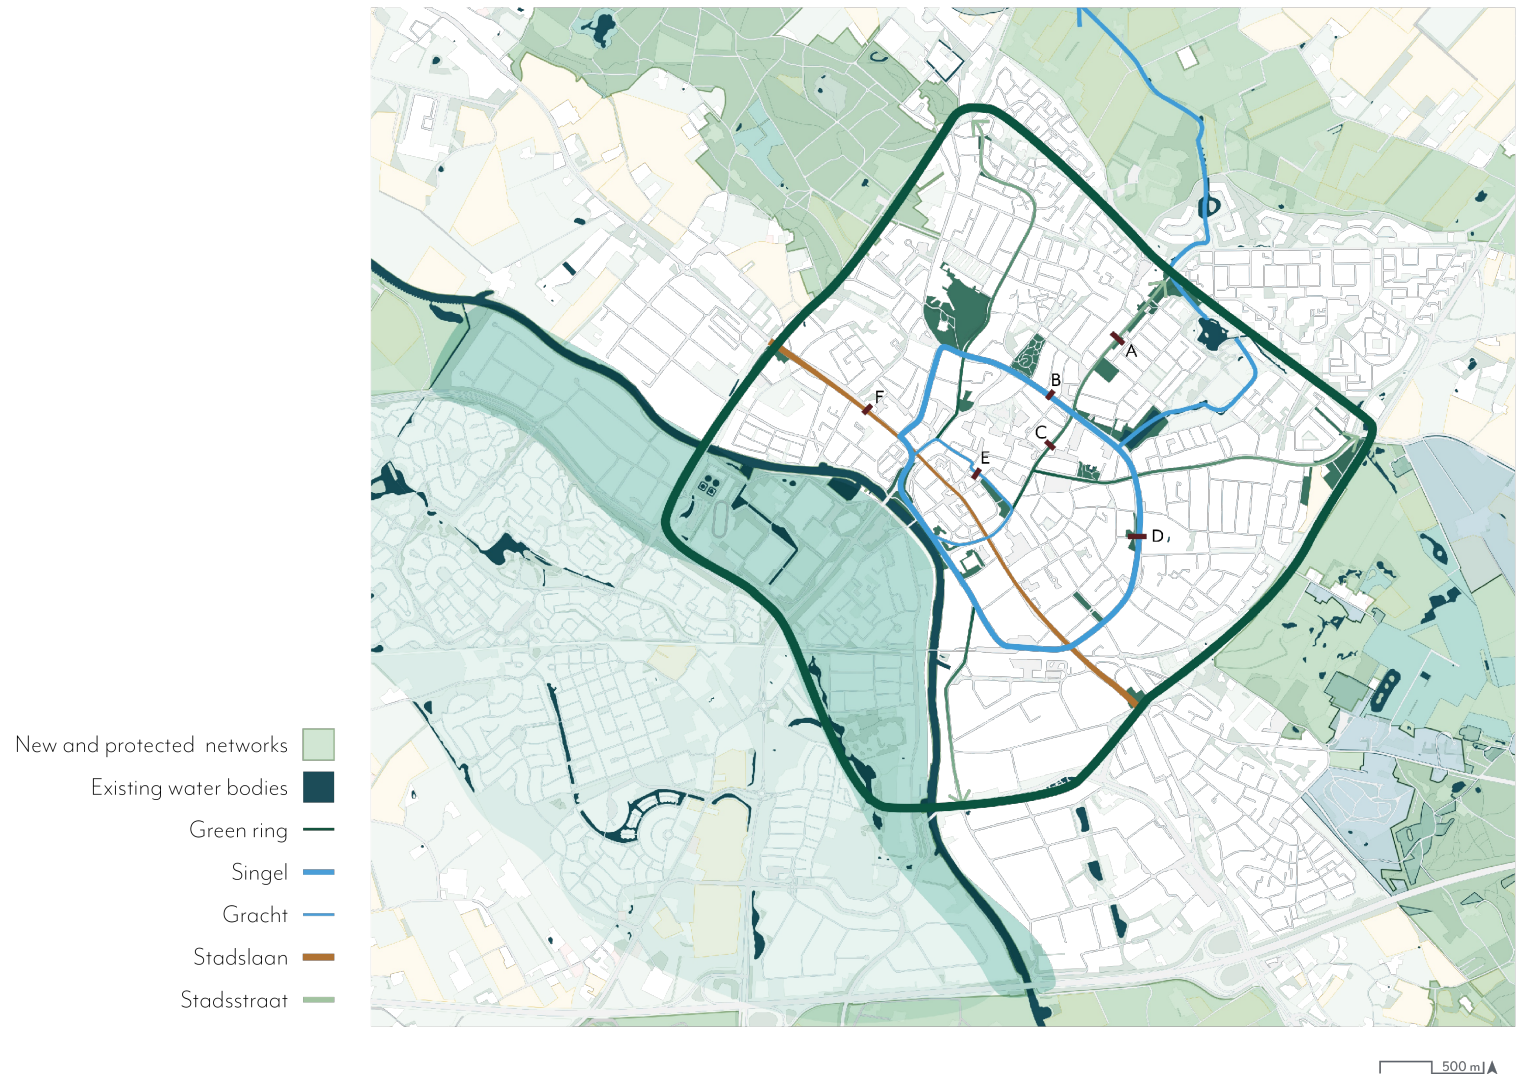 A
B
F
C
E
D
New and protected networks
Existing water bodies
Green ring
Singel
Gracht
Stadslaan
Stadsstraat
500 m